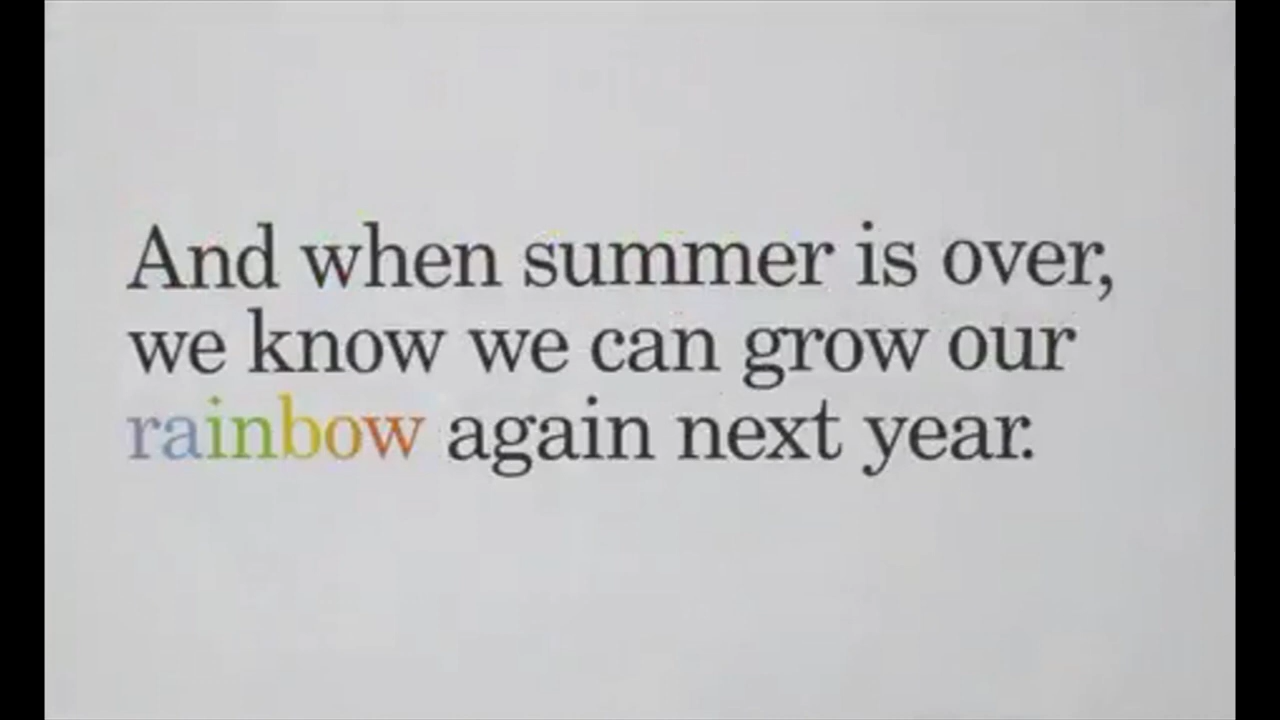 And when summer is over,
we know we can grow our
rainbow again next year.